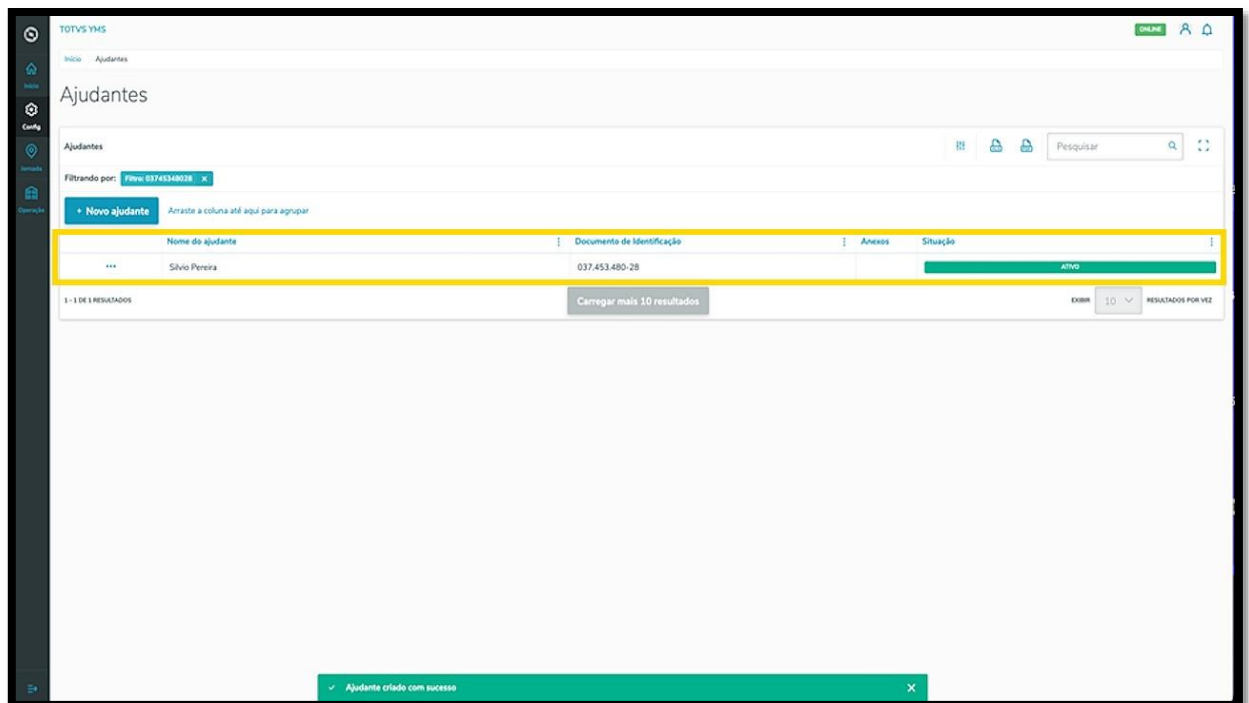 TOTVS YMS
ONLINE
Início Ajudantes
Início
Ajudantes
Config
Ajudantes
Pesquisar
Jornada
Filtrando por: Filtro: 03745348028 x
Operação
+ Novo ajudante Arraste a coluna até aqui para agrupar
Nome do ajudante Documento de Identificação Anexos Situação
Silvio Pereira 037.453.480-28 ATIVO
1 - 1 DE 1 RESULTADOS Carregar mais 10 resultados EXIBIR 10 RESULTADOS POR VEZ
Ajudante criado com sucesso